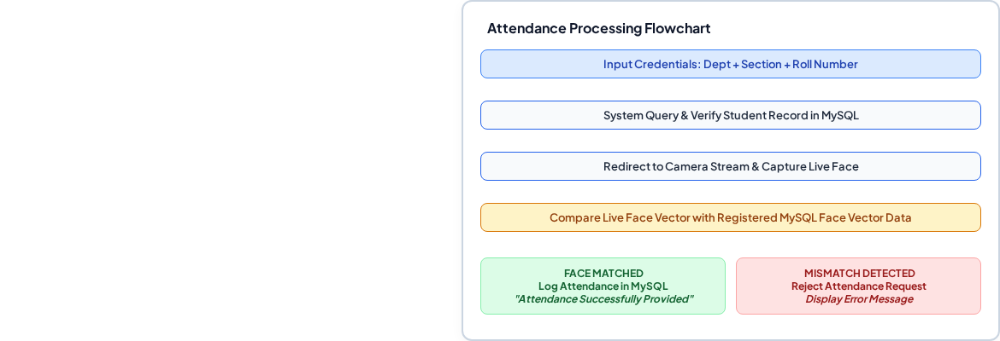 Attendance Processing Flowchart
Input Credentials: Dept + Section + Roll Number
System Query & Verify Student Record in MySQL
Redirect to Camera Stream & Capture Live Face
Compare Live Face Vector with Registered MySQL Face Vector Data
FACE MATCHED
Log Attendance in MySQL
"Attendance Successfully Provided"
MISMATCH DETECTED
Reject Attendance Request
Display Error Message